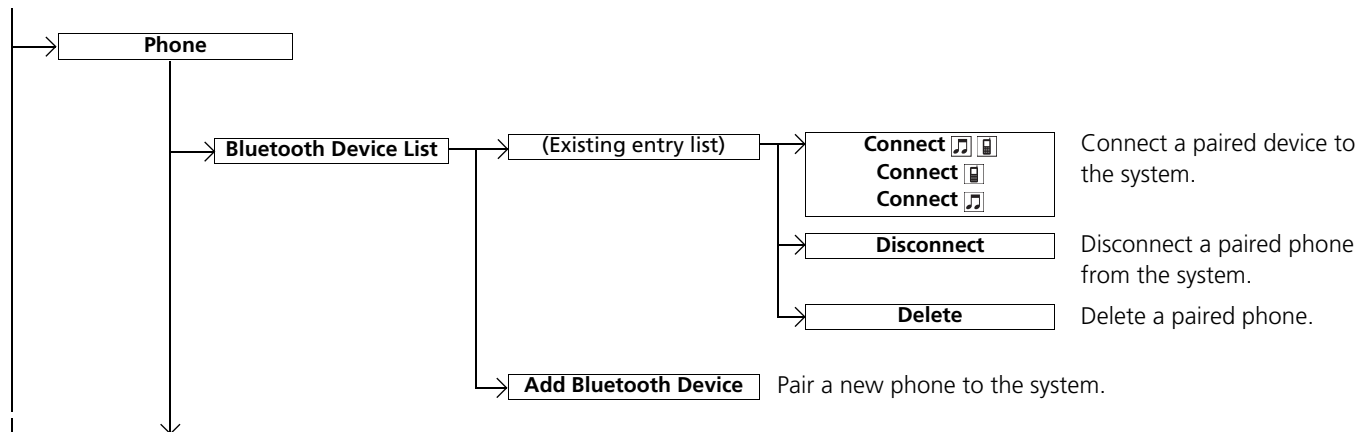 Phone
Bluetooth Device List
(Existing entry list)
Connect
Connect
Connect
Connect a paired device to
the system.
Disconnect
Disconnect a paired phone
from the system.
Delete
Delete a paired phone.
Add Bluetooth Device
Pair a new phone to the system.